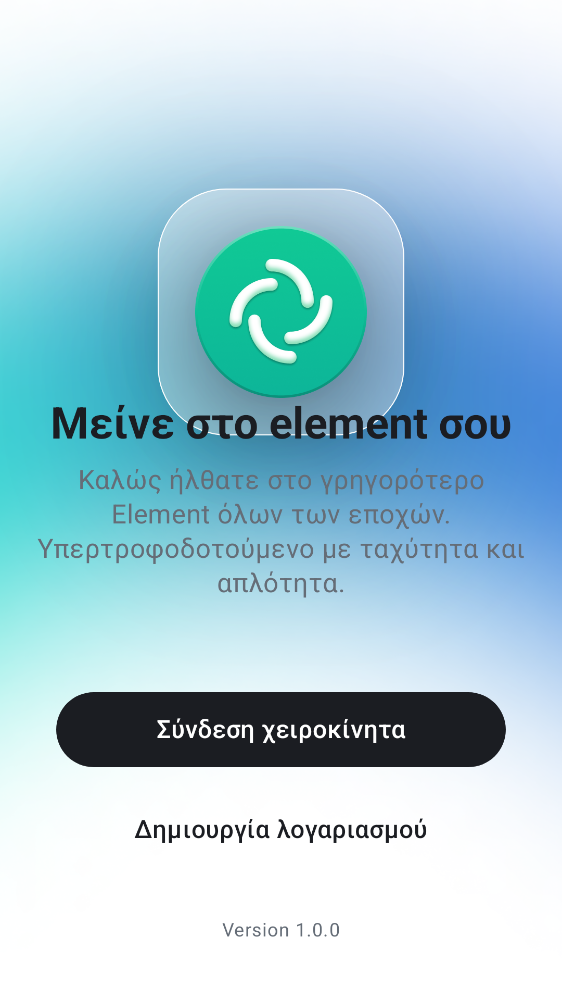 Μείνε στο element σου
Καλώς ήλθατε στο γρηγορότερο
Element όλων των εποχών.
Υπερτροφοδοτούμενο με ταχύτητα και
απλότητα.
Σύνδεση χειροκίνητα
Δημιουργία λογαριασμού
Version 1.0.0